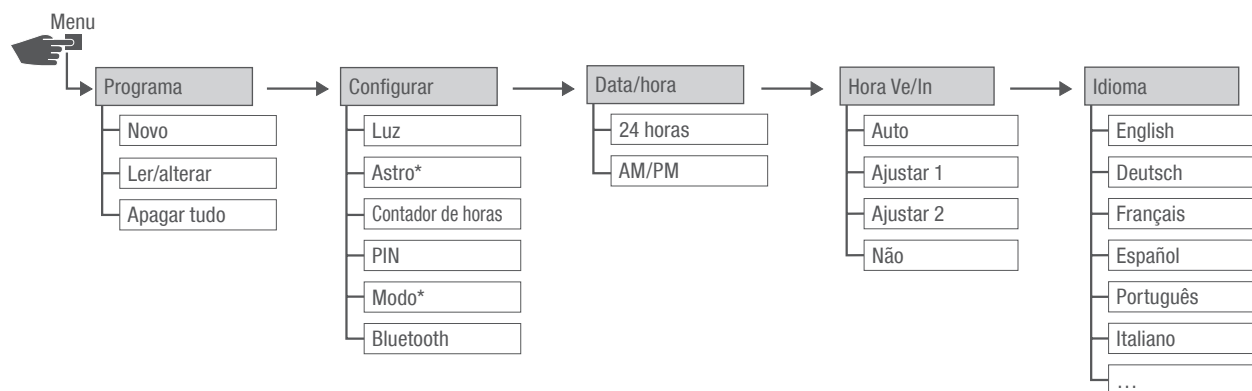 Menu
Programa
Novo
Ler/alterar
Apagar tudo
Configurar
Luz
Astro*
Contador de horas
PIN
Modo*
Bluetooth
Data/hora
24 horas
AM/PM
Hora Ve/In
Auto
Ajustar 1
Ajustar 2
Não
Idioma
English
Deutsch
Français
Español
Português
Italiano
…